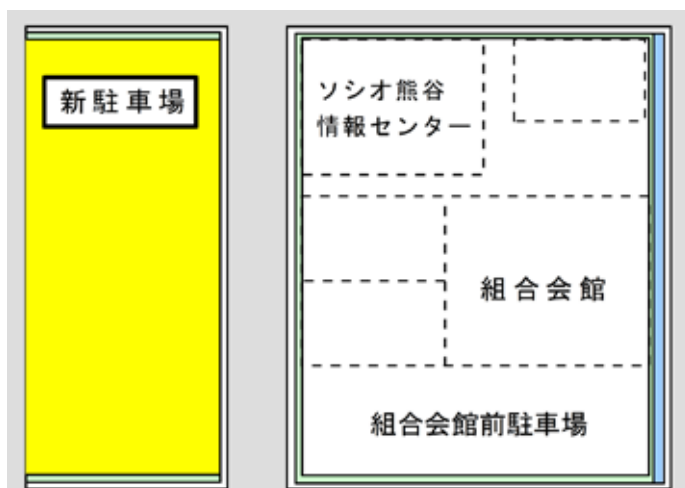 新駐車場
ソシオ熊谷
情報センター
組合会館
組合会館前駐車場